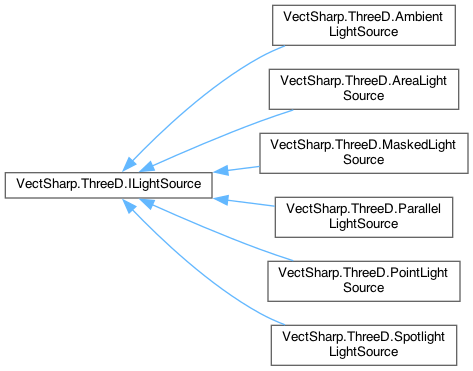 VectSharp.ThreeD.Ambient
LightSource
VectSharp.ThreeD.AreaLight
Source
VectSharp.ThreeD.MaskedLight
Source
VectSharp.ThreeD.ILightSource
VectSharp.ThreeD.Parallel
LightSource
VectSharp.ThreeD.PointLight
Source
VectSharp.ThreeD.Spotlight
LightSource